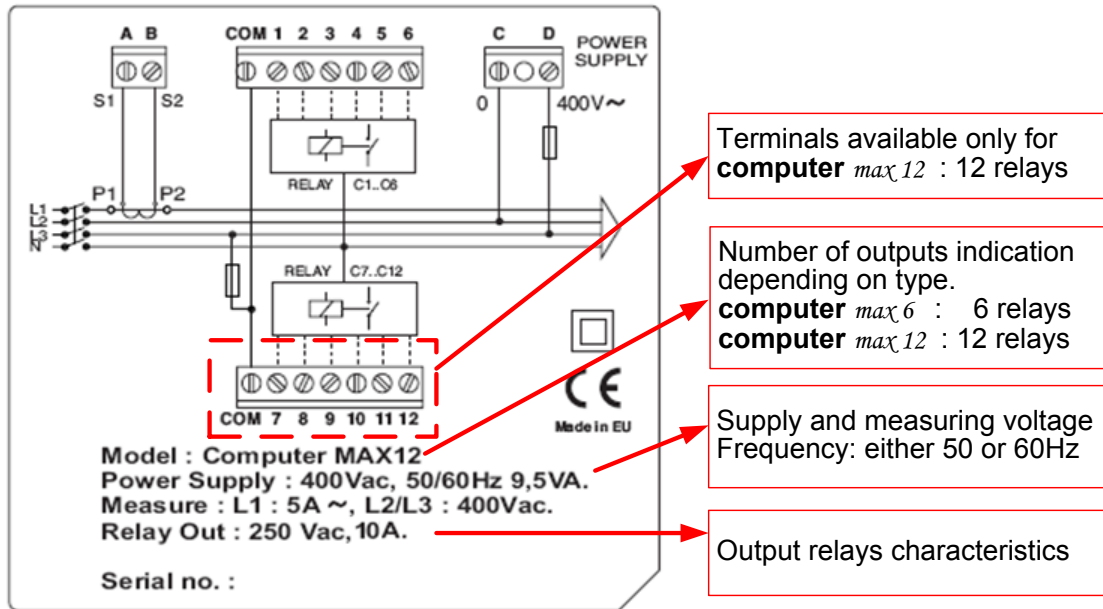 A B
COM 1 2 3 4 5 6
C D
POWER
SUPPLY
S1 S2
0 400V~
RELAY C1..C6
P1 P2
L1
L2
L3
N
RELAY C7..C12
COM 7 8 9 10 11 12
CE
Made in EU
Model : Computer MAX12
Power Supply : 400Vac, 50/60Hz 9,5VA.
Measure : L1 : 5A ~, L2/L3 : 400Vac.
Relay Out : 250 Vac, 10A.
Serial no. :
Terminals available only for
computer max 12 : 12 relays
Number of outputs indication
depending on type.
computer max 6 : 6 relays
computer max 12 : 12 relays
Supply and measuring voltage
Frequency: either 50 or 60Hz
Output relays characteristics